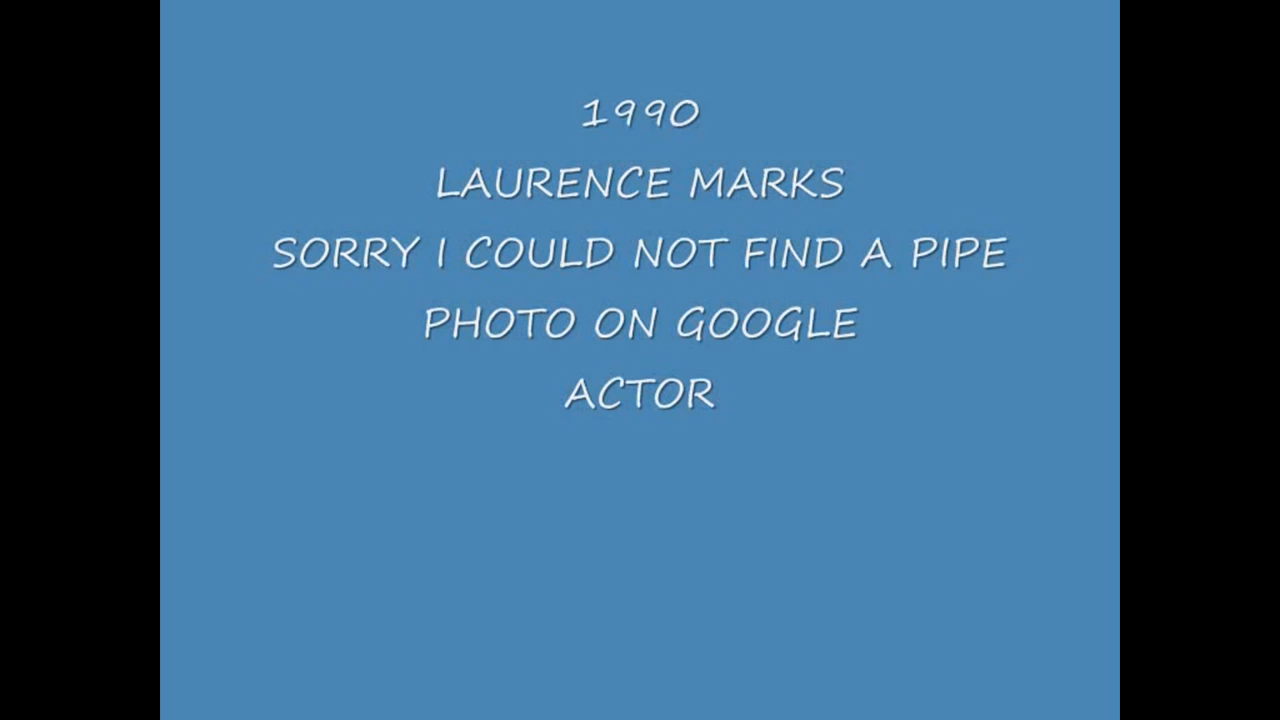 1990
LAURENCE MARKS
SORRY I COULD NOT FIND A PIPE
PHOTO ON GOOGLE
ACTOR